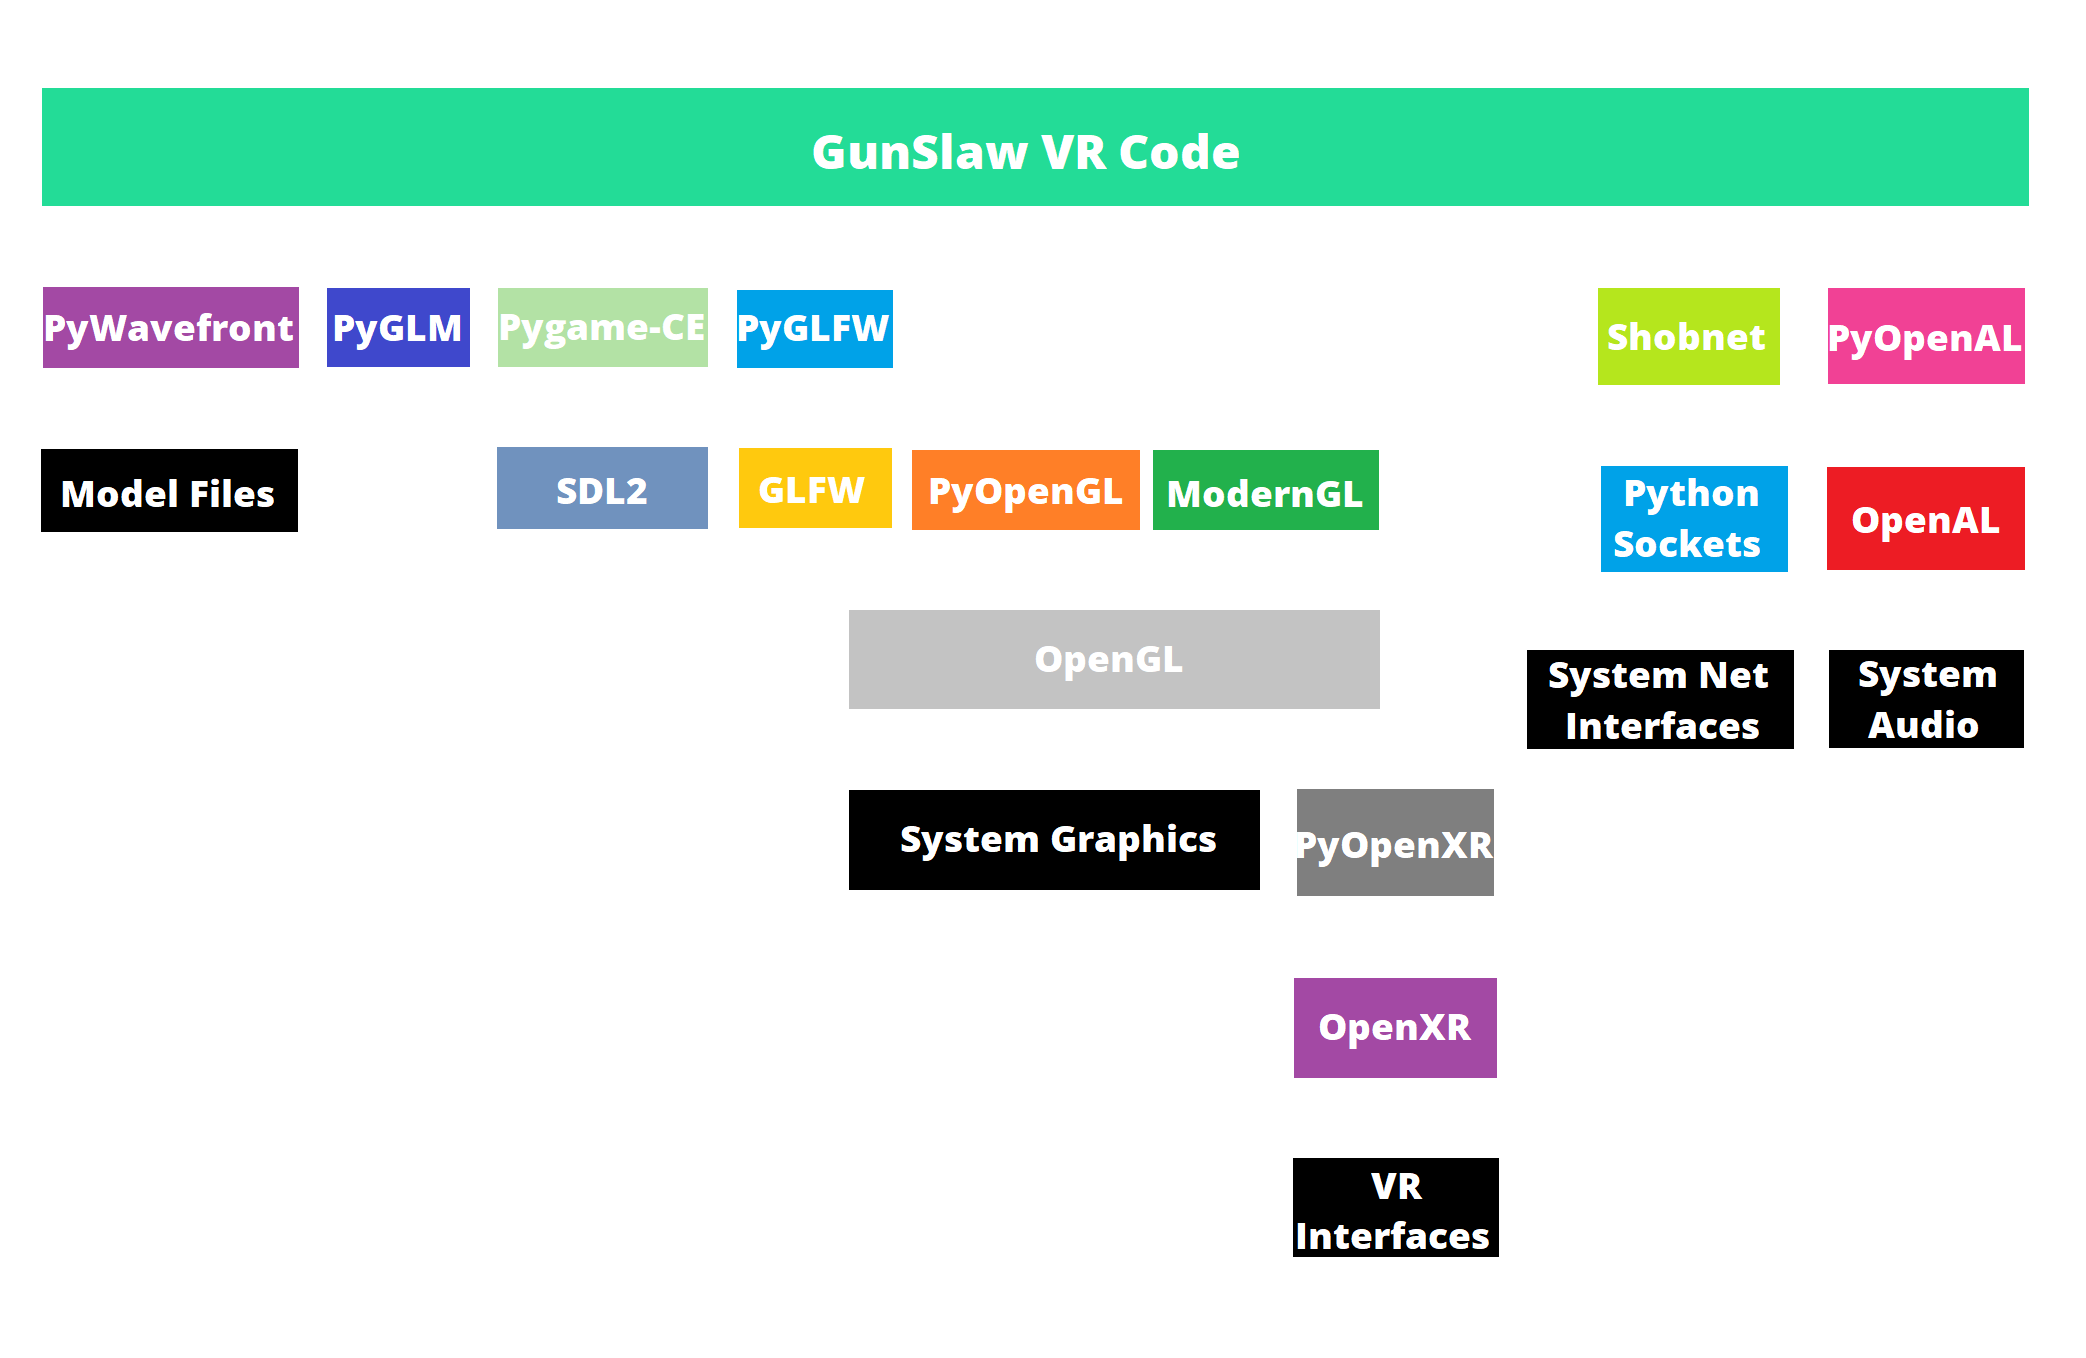 GunSlaw VR Code
PyWavefront
PyGLM
Pygame-CE
PyGLFW
Shobnet
PyOpenAL
Model Files
SDL2
GLFW
PyOpenGL
ModernGL
Python
Sockets
OpenAL
OpenGL
System Net
Interfaces
System
Audio
System Graphics
PyOpenXR
OpenXR
VR
Interfaces